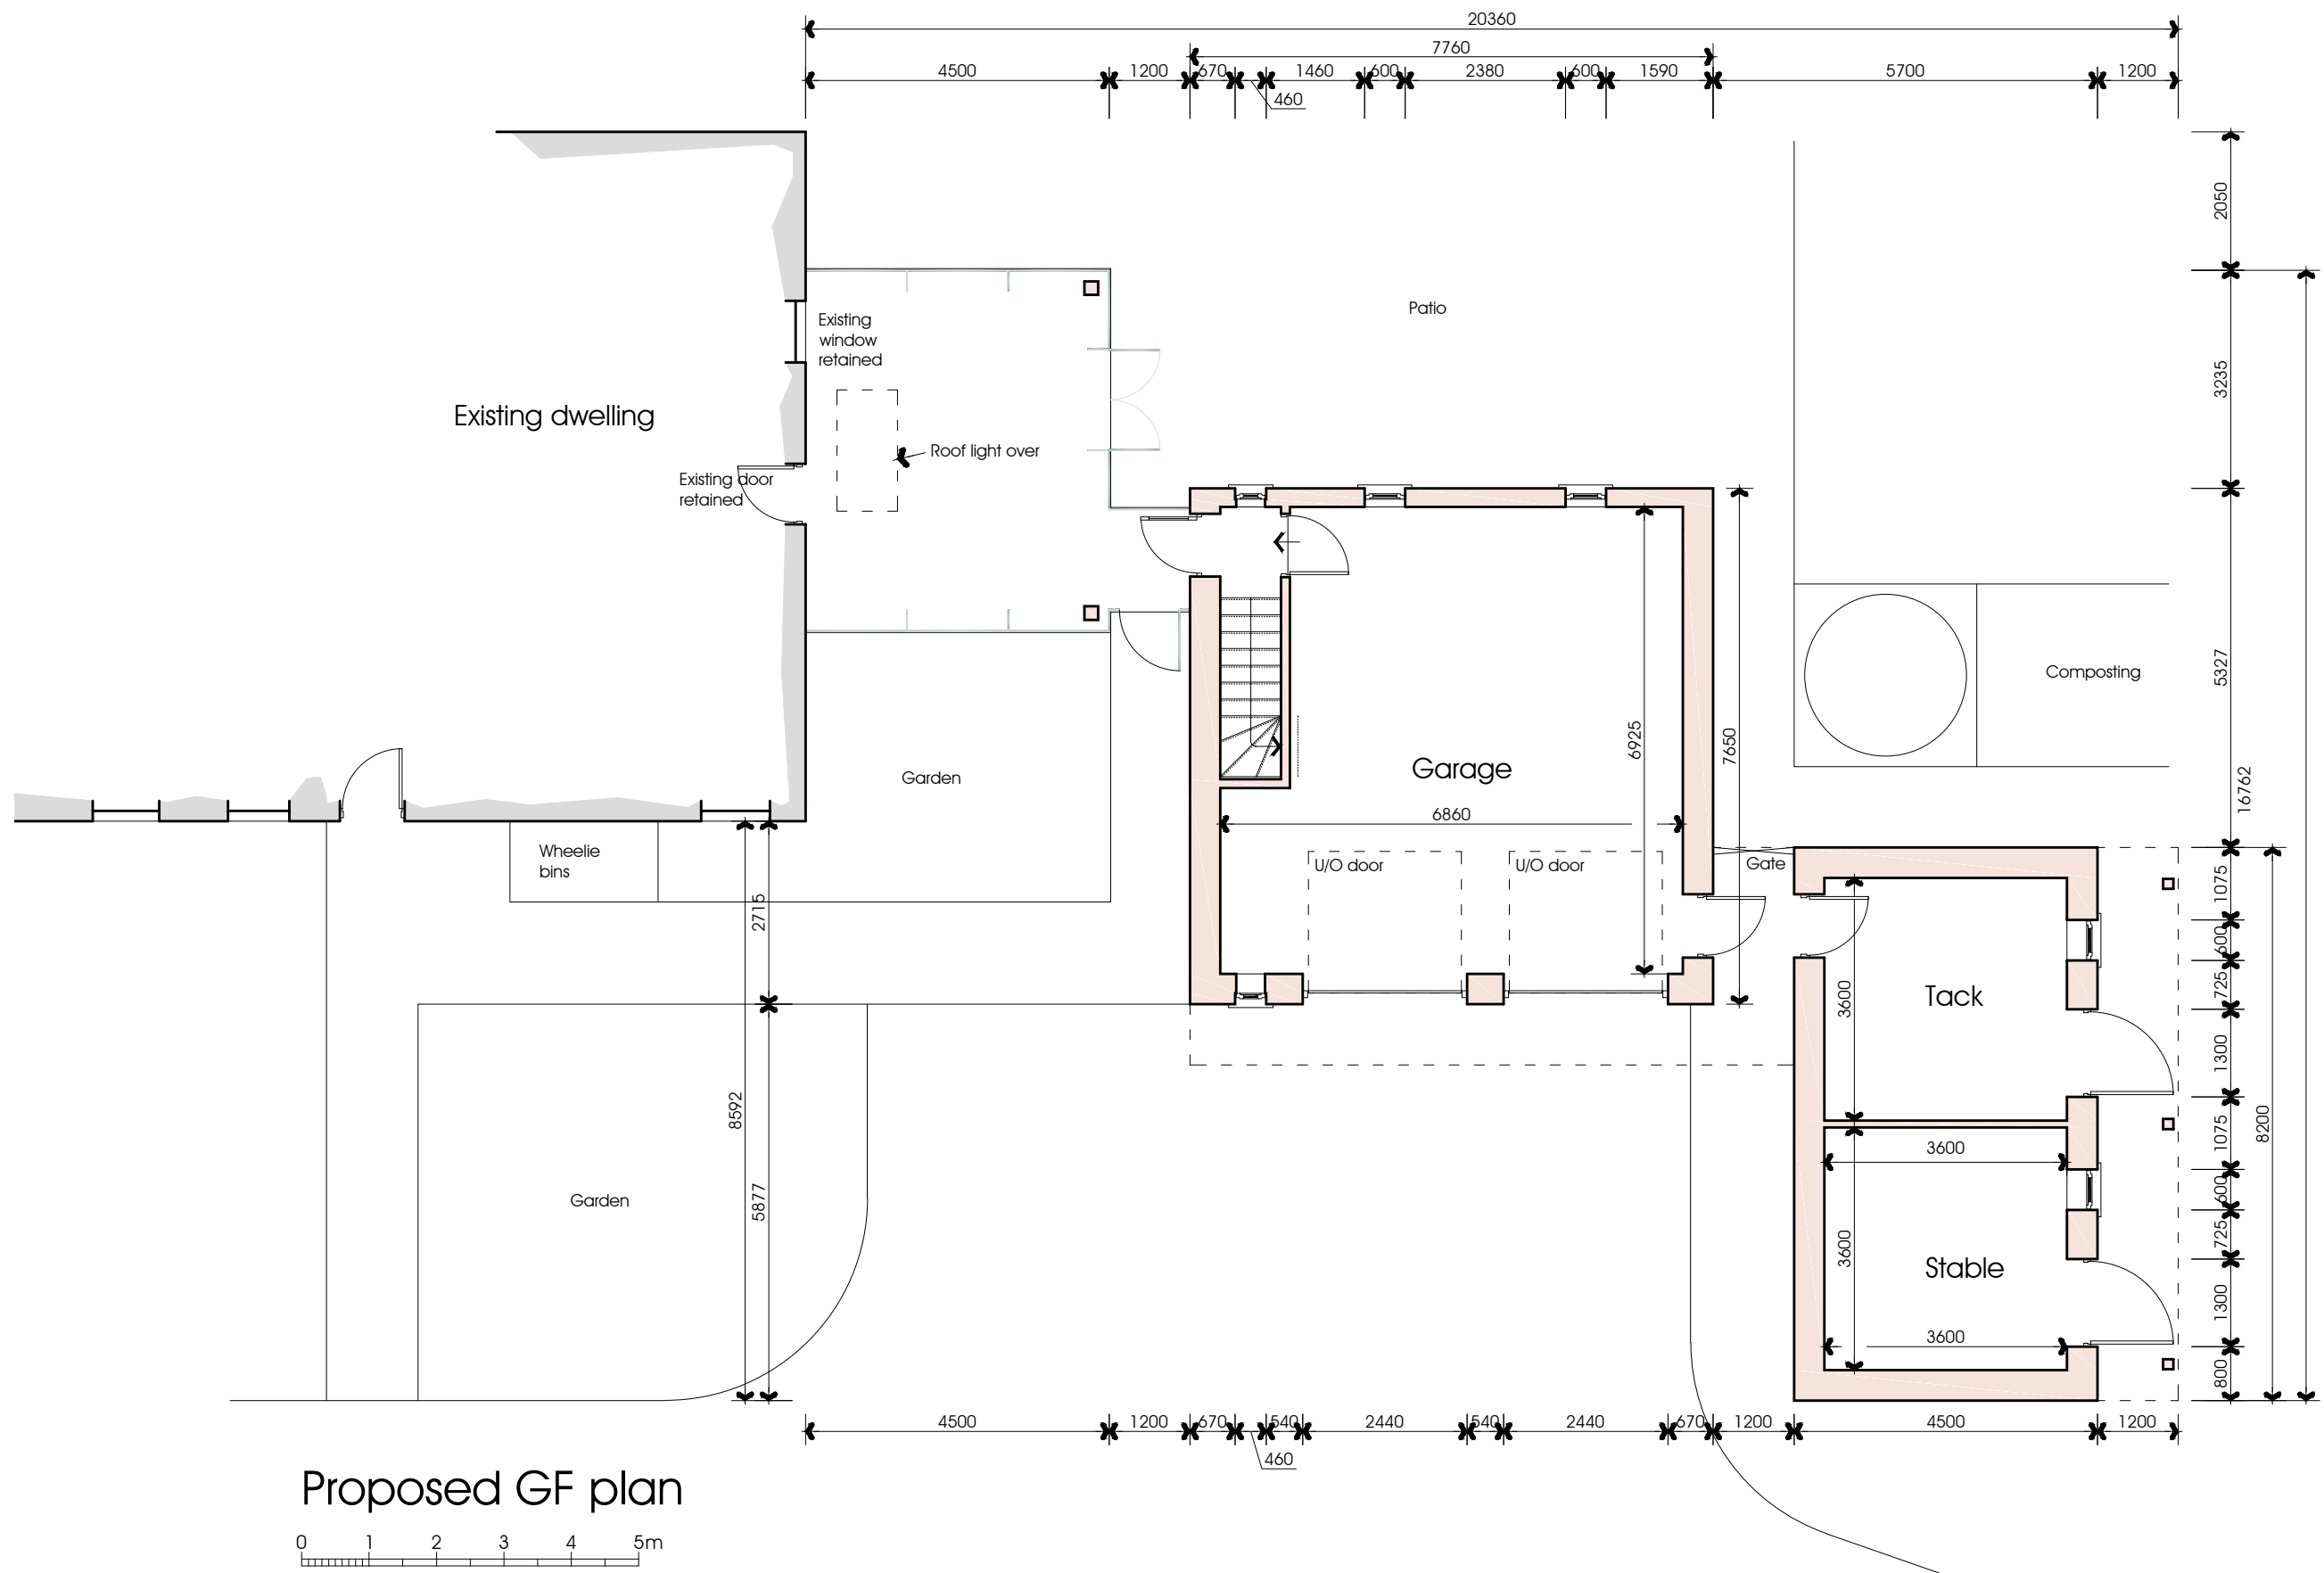 20360
7760
4500
1200
670
1460
600
2380
600
1590
5700
1200
460
2050
3235
5327
16762
1075
600
725
1300
1075
600
725
1300
800
8200
Existing
window
retained
Patio
Existing dwelling
Roof light over
Existing door
retained
Composting
Garden
Garage
6925
7650
6860
U/O door
U/O door
Gate
Wheelie
bins
2715
8592
5877
Tack
3600
3600
3600
Stable
3600
Garden
4500
1200
670
540
2440
540
2440
670
1200
4500
1200
460
Proposed GF plan
0 1 2 3 4 5m